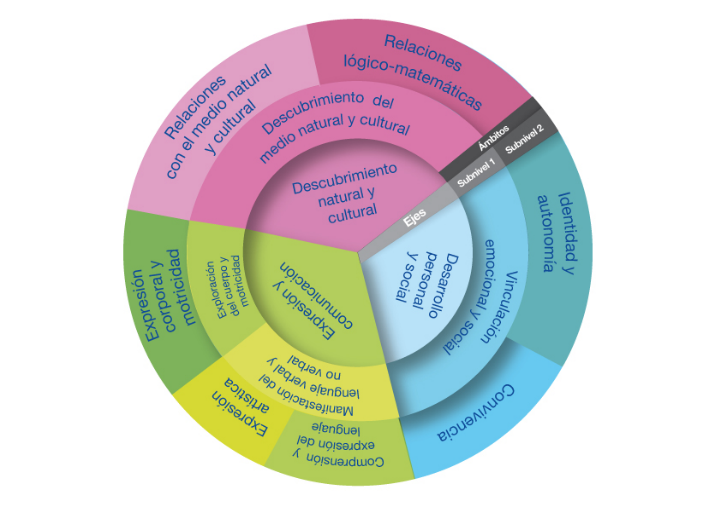 Relaciones
lógico-matemáticas
Relaciones
con el medio natural
y cultural
Descubrimiento del
medio natural y cultural
Descubrimiento
natural y
cultural
Ámbitos
Subnivel 1
Subnivel 2
Ejes
Identidad y
autonomía
Vinculación
emocional y social
Desarrollo
personal
y social
Convivencia
Expresión y
comunicación
Exploración
del cuerpo y
motricidad
Expresión
corporal y
motricidad
Manifestación del
lenguaje verbal y
no verbal
Expresión
artística
Comprensión y
expresión del
lenguaje